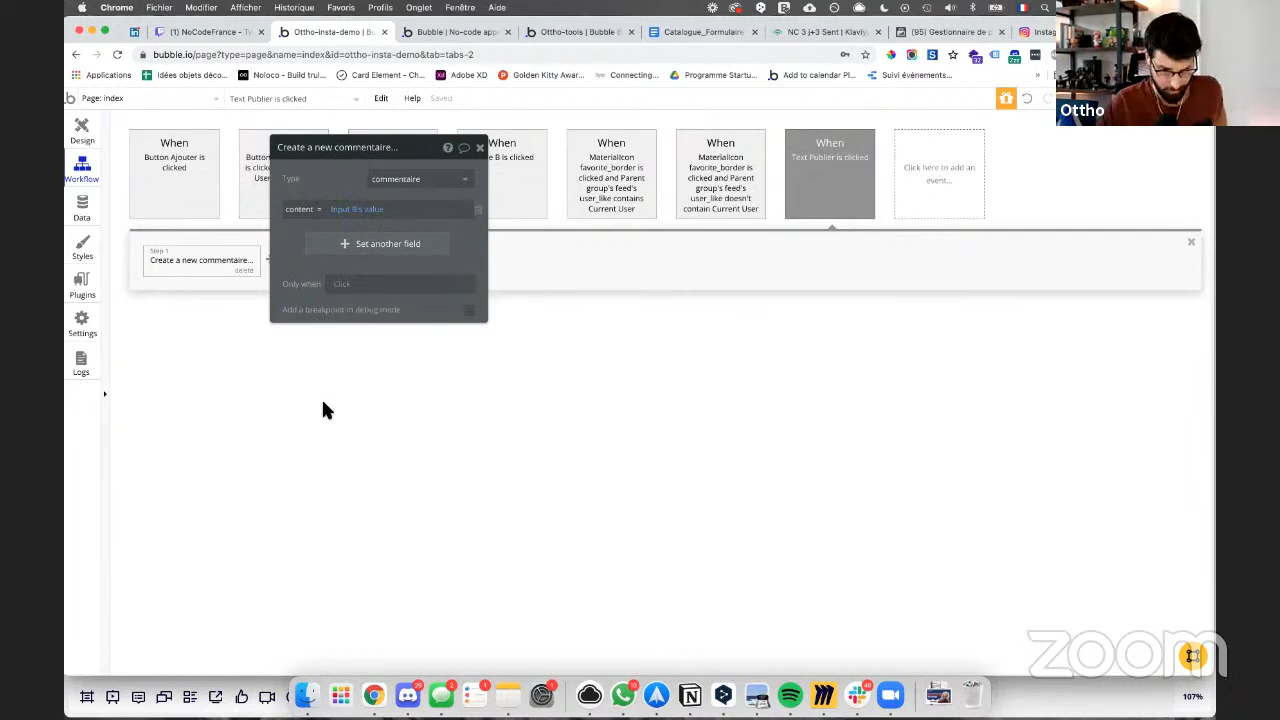 Chrome Fichier Modifier Afficher Historique Favoris Profils Onglet Fenêtre Aide
(1) NoCodeFrance - Tw
Ottho-insta-demo | Bubble
Bubble | No-code app
Ottho-tools | Bubble E
Catalogue_Formulaire
NC 3 j+3 Sent | Klaviyo
(95) Gestionnaire de p
Insta
bubble.io/page?type=page&name=index&id=ottho-insta-demo&tab=tabs-2
Applications
Idées objets déco...
Noloco - Build tru...
Card Element - Ch...
Adobe XD
Golden Kitty Awar...
Connecting...
Programme Startu...
Add to calendar Pl...
Suivi évènements...
»
Page: index
Text Publier is clicked
Edit
Help
Saved
Ottho
Design
Workflow
Data
Styles
Plugins
Settings
Logs
When
Button Ajouter is
clicked
B is clicked
When
MaterialIcon
favorite_border is
clicked and Parent
group's feed's
user_like contains
Current User
When
MaterialIcon
favorite_border is
clicked and Parent
group's feed's
user_like doesn't
contain Current User
When
Text Publier is clicked
Click here to add an
event...
Step 1
Create a new commentaire...
delete
Create a new commentaire...
Type
commentaire
content =
Input B's value
Set another field
Only when
Click
Add a breakpoint in debug mode
zoom
107%